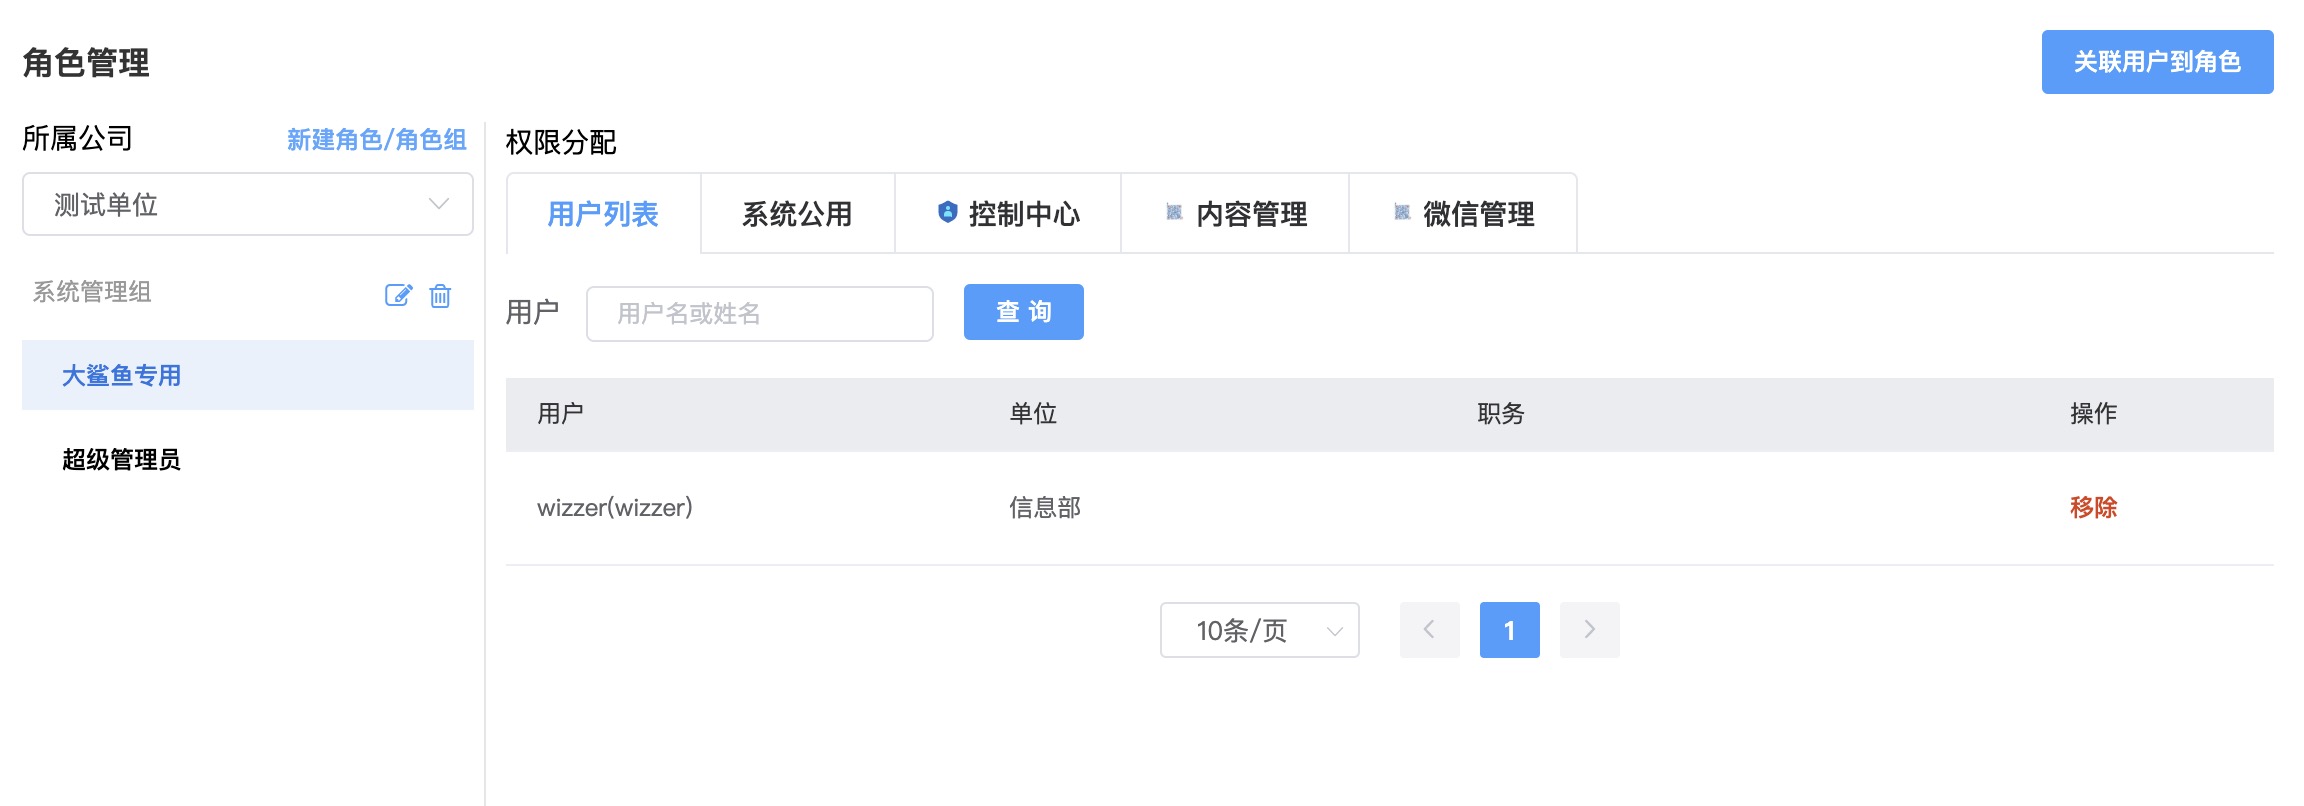 角色管理
关联用户到角色
所属公司
新建角色/角色组
测试单位
系统管理组
大鲨鱼专用
超级管理员
权限分配
用户列表
系统公用
控制中心
内容管理
微信管理
用户
用户名或姓名
查 询
用户 单位 职务 操作
wizzer(wizzer) 信息部 移除
10条/页
1